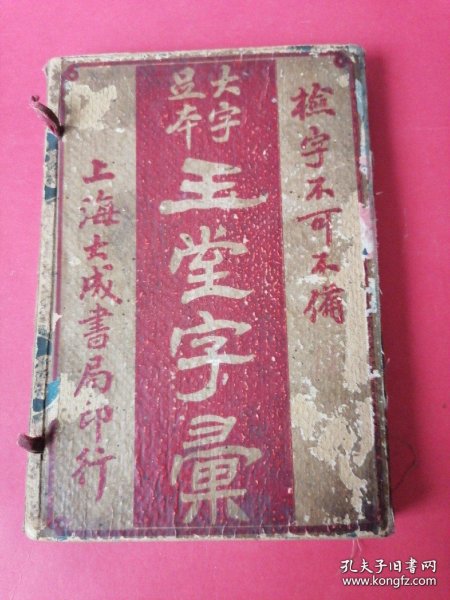 檢字不可不備
大字
足本
玉堂字彙
上海大成書局印行
孔夫子旧书网
www.kongfz.com